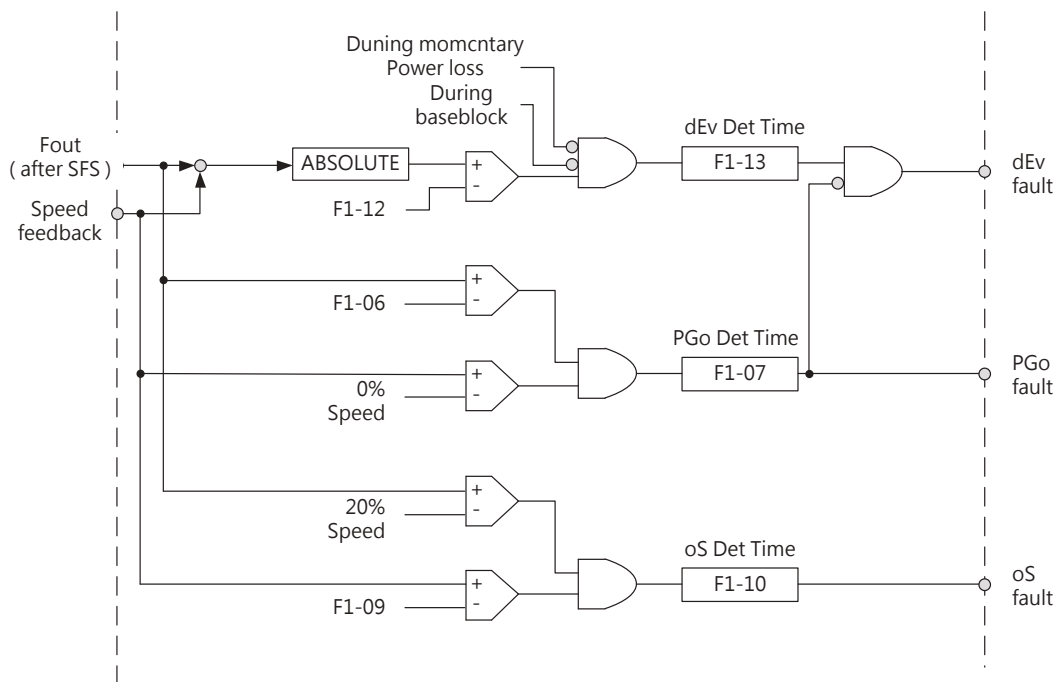 Duning momcntary
Power loss
During
baseblock
dEv Det Time
Fout
( after SFS )
ABSOLUTE
+
-
F1-13
dEv
fault
F1-12
Speed
feedback
+
-
F1-06
PGo Det Time
F1-07
PGo
fault
+
-
0%
Speed
+
-
20%
Speed
oS Det Time
F1-10
oS
fault
+
-
F1-09